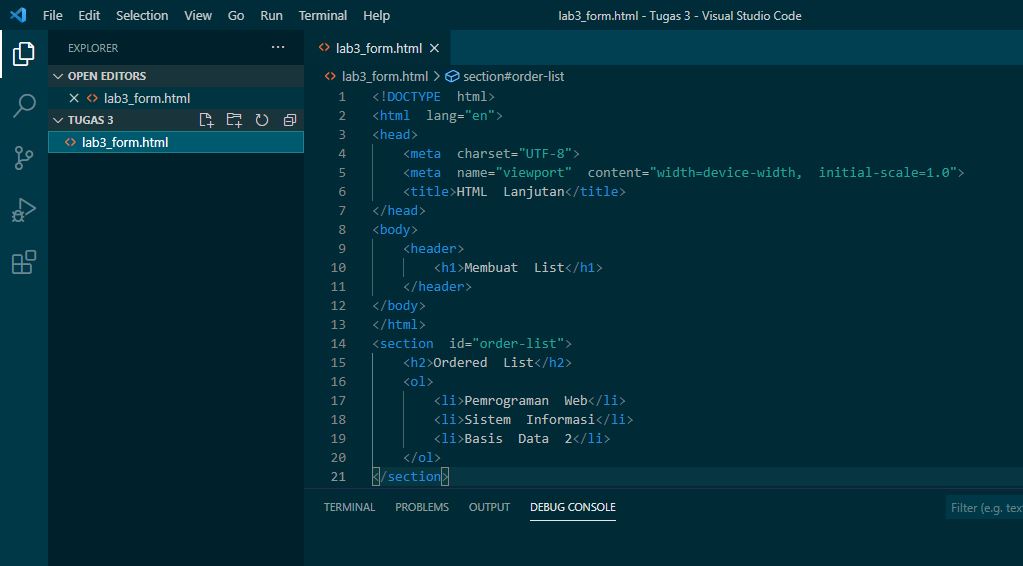 File Edit Selection View Go Run Terminal Help lab3_form.html - Tugas 3 - Visual Studio Code
EXPLORER ···
OPEN EDITORS
lab3_form.html
TUGAS 3
lab3_form.html
lab3_form.html
lab3_form.html > section#order-list
1 <!DOCTYPE html>
2 <html lang="en">
3 <head>
4 <meta charset="UTF-8">
5 <meta name="viewport" content="width=device-width, initial-scale=1.0">
6 <title>HTML Lanjutan</title>
7 </head>
8 <body>
9 <header>
10 <h1>Membuat List</h1>
11 </header>
12 </body>
13 </html>
14 <section id="order-list">
15 <h2>Ordered List</h2>
16 <ol>
17 <li>Pemrograman Web</li>
18 <li>Sistem Informasi</li>
19 <li>Basis Data 2</li>
20 </ol>
21 </section>
TERMINAL PROBLEMS OUTPUT DEBUG CONSOLE Filter (e.g. tex